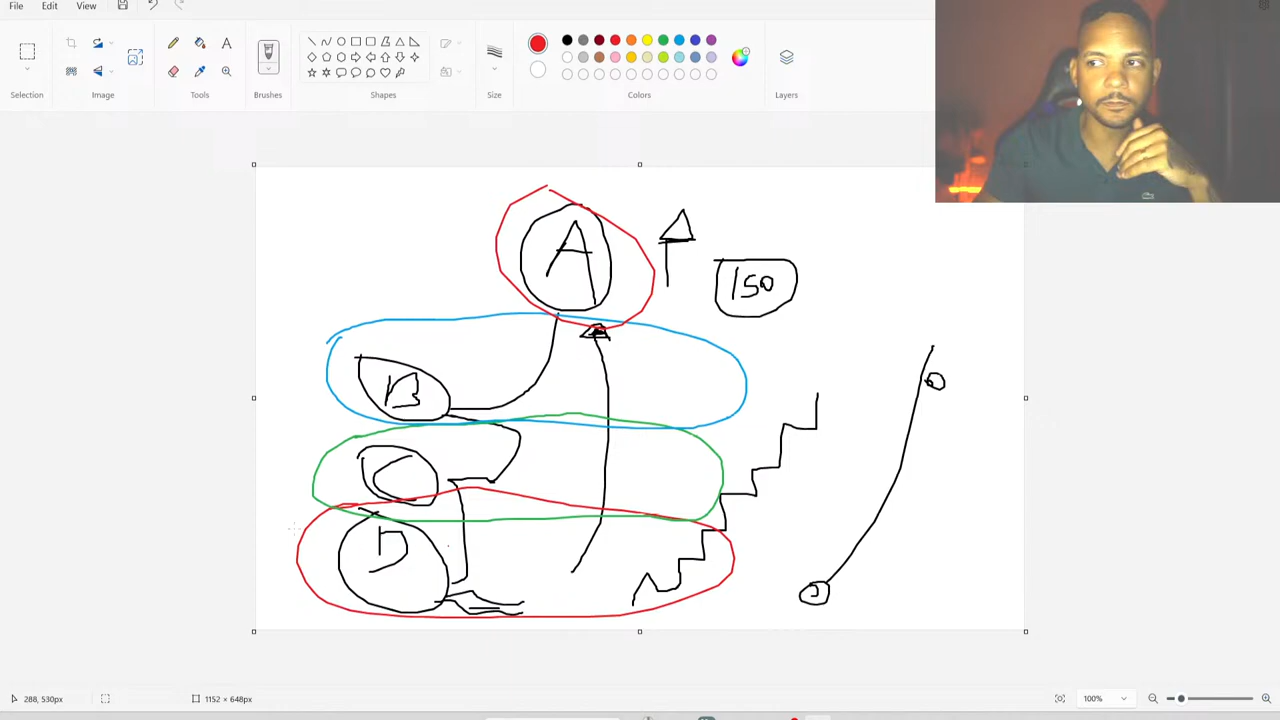 File Edit View
Selection Image Tools Brushes Shapes Size Colors Layers
A
150
B
C
D
288, 530px 1152 × 648px 100%